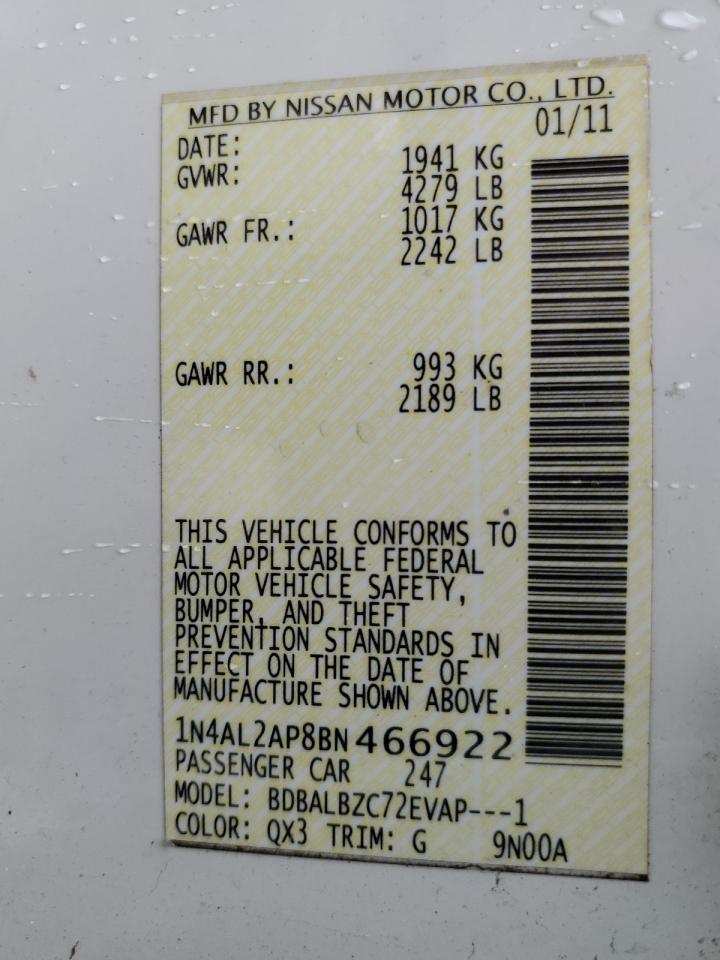 MFD BY NISSAN MOTOR CO., LTD.
DATE: 01/11
GVWR: 1941 KG
4279 LB
GAWR FR.: 1017 KG
2242 LB
GAWR RR.: 993 KG
2189 LB
THIS VEHICLE CONFORMS TO
ALL APPLICABLE FEDERAL
MOTOR VEHICLE SAFETY,
BUMPER, AND THEFT
PREVENTION STANDARDS IN
EFFECT ON THE DATE OF
MANUFACTURE SHOWN ABOVE.
1N4AL2AP8BN466922
PASSENGER CAR 247
MODEL: BDBALBZC72EVAP---1
COLOR: QX3 TRIM: G 9N00A